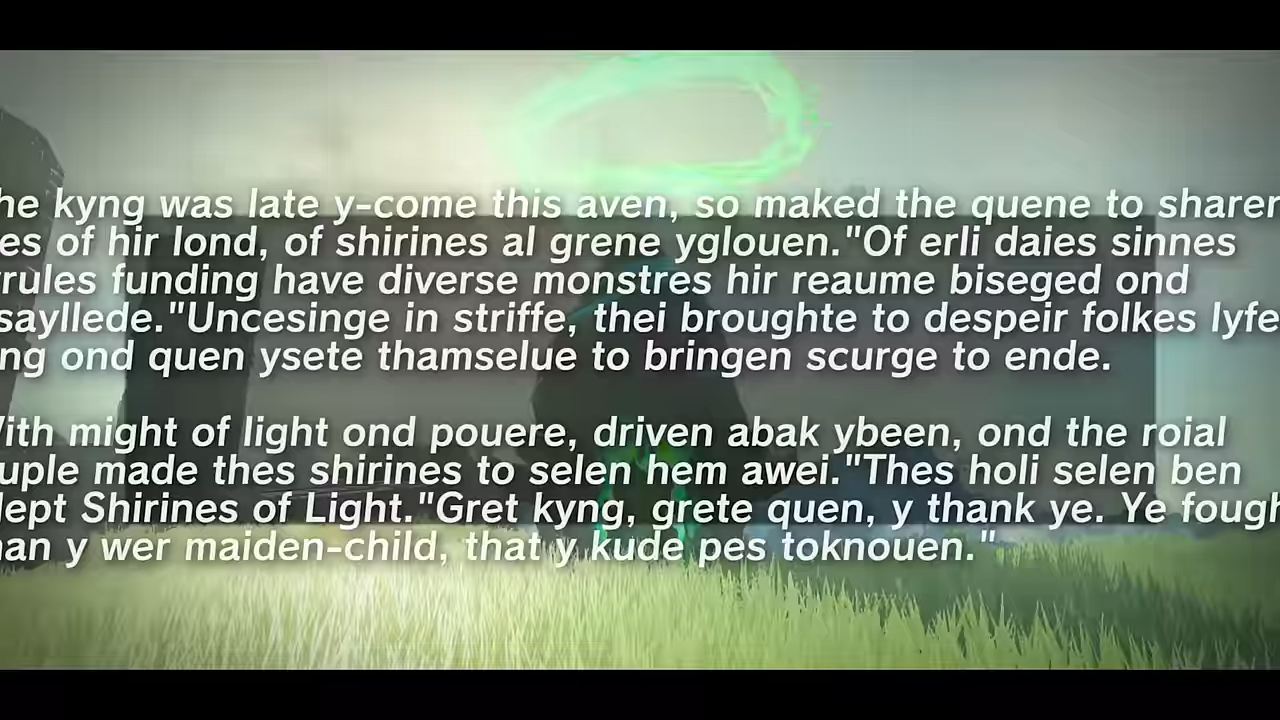 he kyng was late y-come this aven, so maked the quene to sharen
es of hir lond, of shirines al grene yglouen."Of erli daies sinnes
rules funding have diverse monstres hir reaume biseged ond
sayllede."Uncesinge in striffe, thei broughte to despeir folkes lyfe
ng ond quen ysete thamselue to bringen scurge to ende.
ith might of light ond pouere, driven abak ybeen, ond the roial
uple made thes shirines to selen hem awei."Thes holi selen ben
lept Shirines of Light."Gret kyng, grete quen, y thank ye. Ye fough
an y wer maiden-child, that y kude pes toknouen."